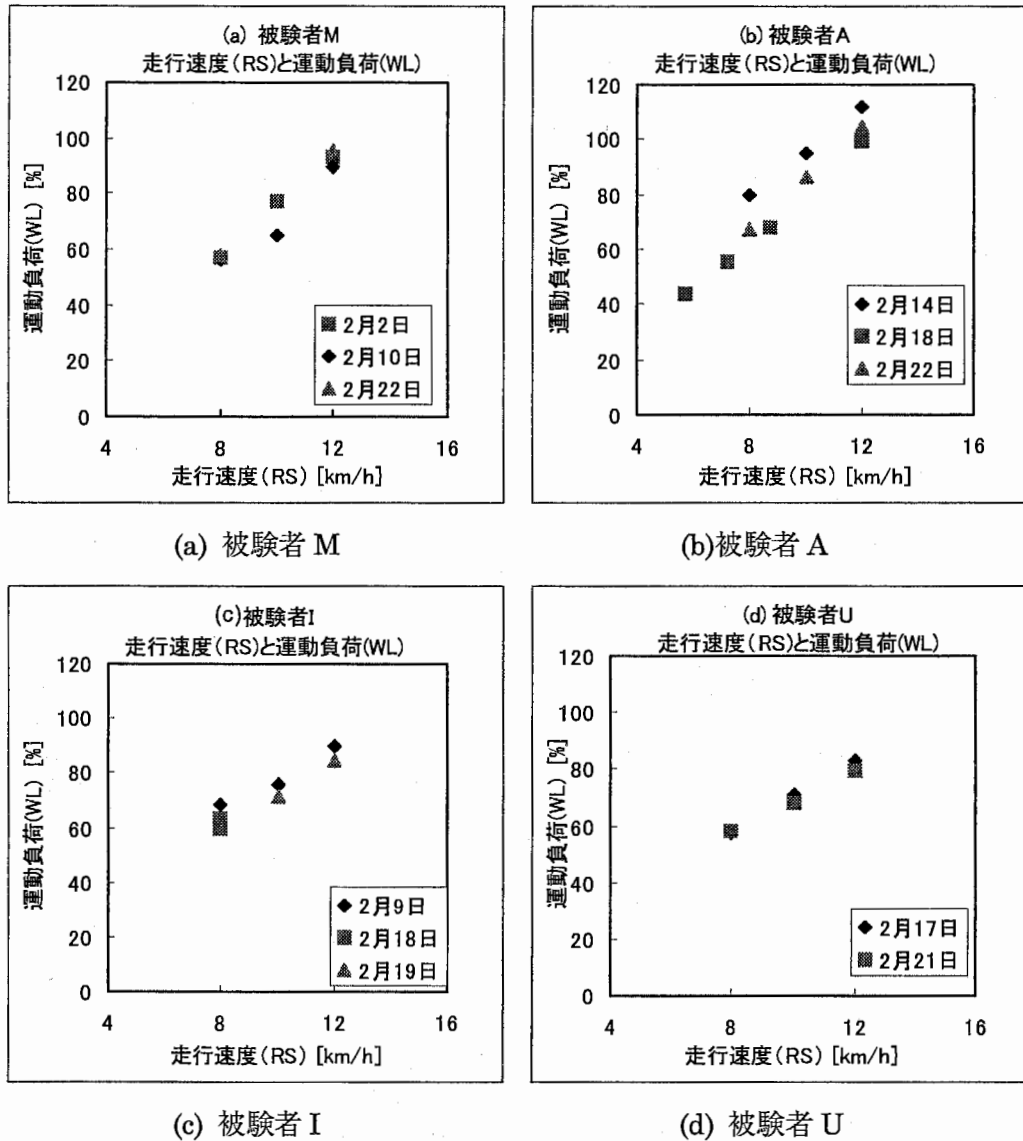 (a) 被験者M
走行速度(RS)と運動負荷(WL)
120
100
80
60
40
20
0
運動負荷(WL) [%]
2月2日
2月10日
2月22日
4 8 12 16
走行速度(RS) [km/h]
(a) 被験者 M
(b)被験者A
走行速度(RS)と運動負荷(WL)
120
100
80
60
40
20
0
運動負荷(WL) [%]
2月14日
2月18日
2月22日
4 8 12 16
走行速度(RS) [km/h]
(b)被験者 A
(c)被験者I
走行速度(RS)と運動負荷(WL)
120
100
80
60
40
20
0
運動負荷(WL) [%]
2月9日
2月18日
2月19日
4 8 12 16
走行速度(RS) [km/h]
(c) 被験者 I
(d)被験者U
走行速度(RS)と運動負荷(WL)
120
100
80
60
40
20
0
運動負荷(WL) [%]
2月17日
2月21日
4 8 12 16
走行速度(RS) [km/h]
(d) 被験者 U